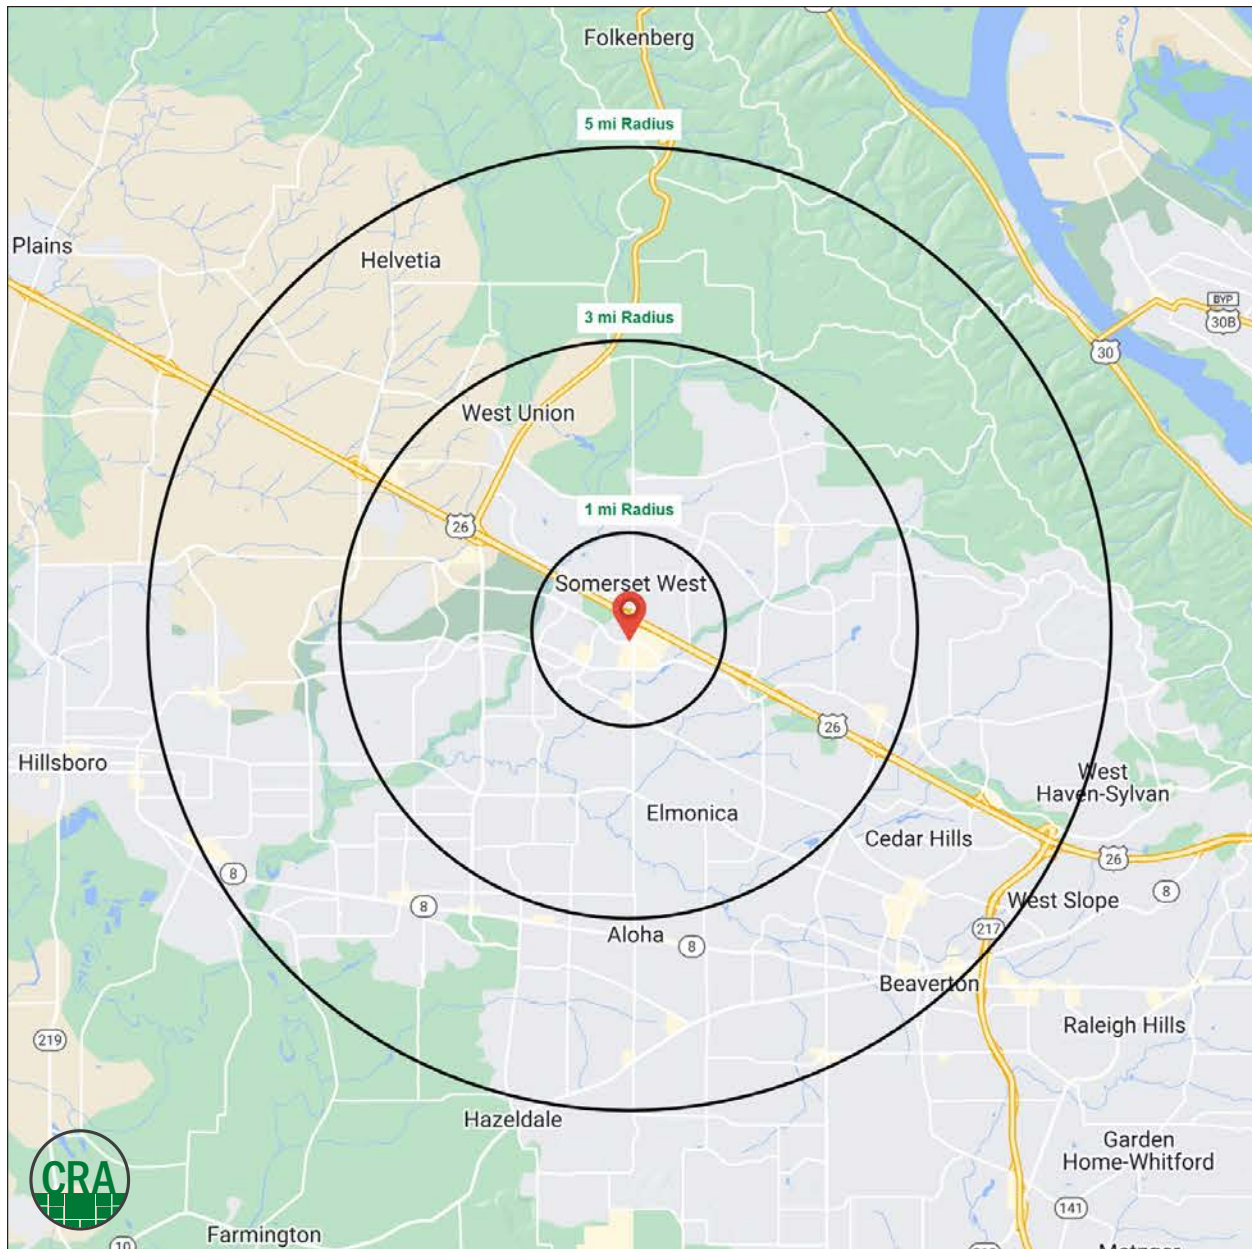 Folkenberg
5 mi Radius
Plains
Helvetia
BYP
30B
3 mi Radius
30
West Union
1 mi Radius
26
Somerset West
26
Hillsboro
West
Haven-Sylvan
Elmonica
Cedar Hills
26
8
8
West Slope
8
217
Aloha
8
Beaverton
Raleigh Hills
219
Hazeldale
Garden
Home-Whitford
CRA
141
Farmington
10